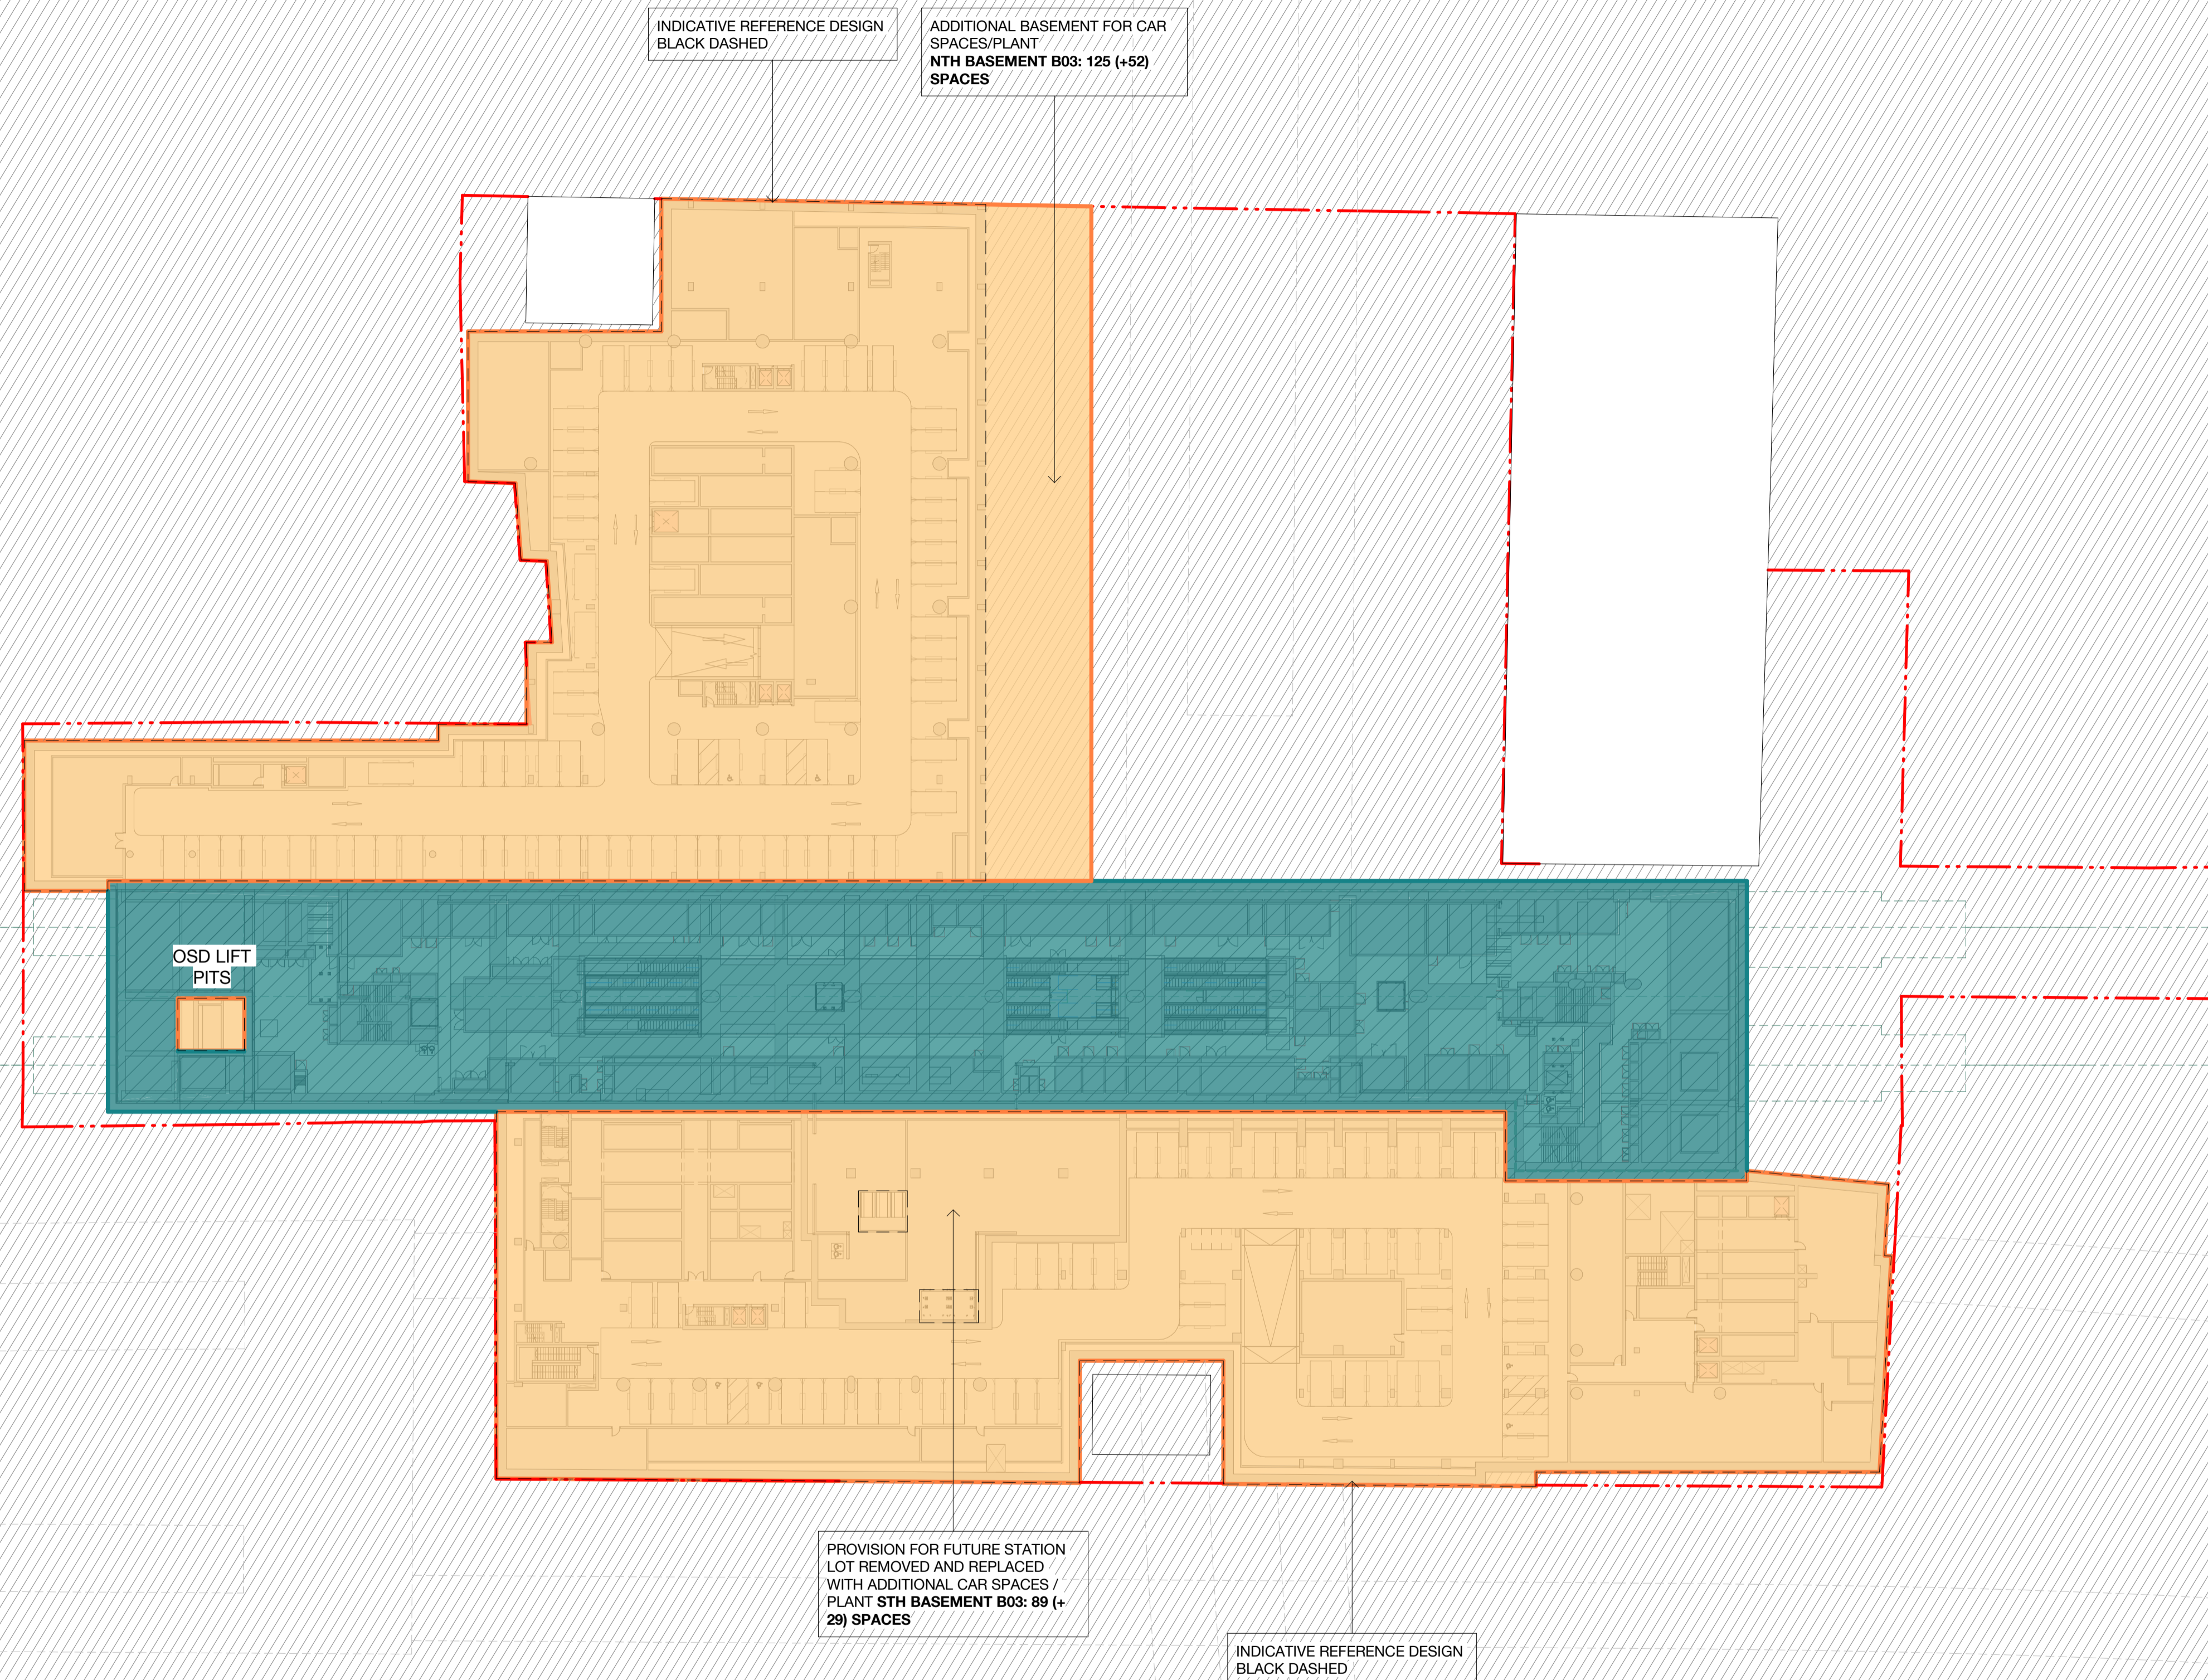 INDICATIVE REFERENCE DESIGN
BLACK DASHED
ADDITIONAL BASEMENT FOR CAR
SPACES/PLANT
NTH BASEMENT B03: 125 (+52)
SPACES
OSD LIFT
PITS
PROVISION FOR FUTURE STATION
LOT REMOVED AND REPLACED
WITH ADDITIONAL CAR SPACES /
PLANT STH BASEMENT B03: 89 (+
29) SPACES
INDICATIVE REFERENCE DESIGN
BLACK DASHED